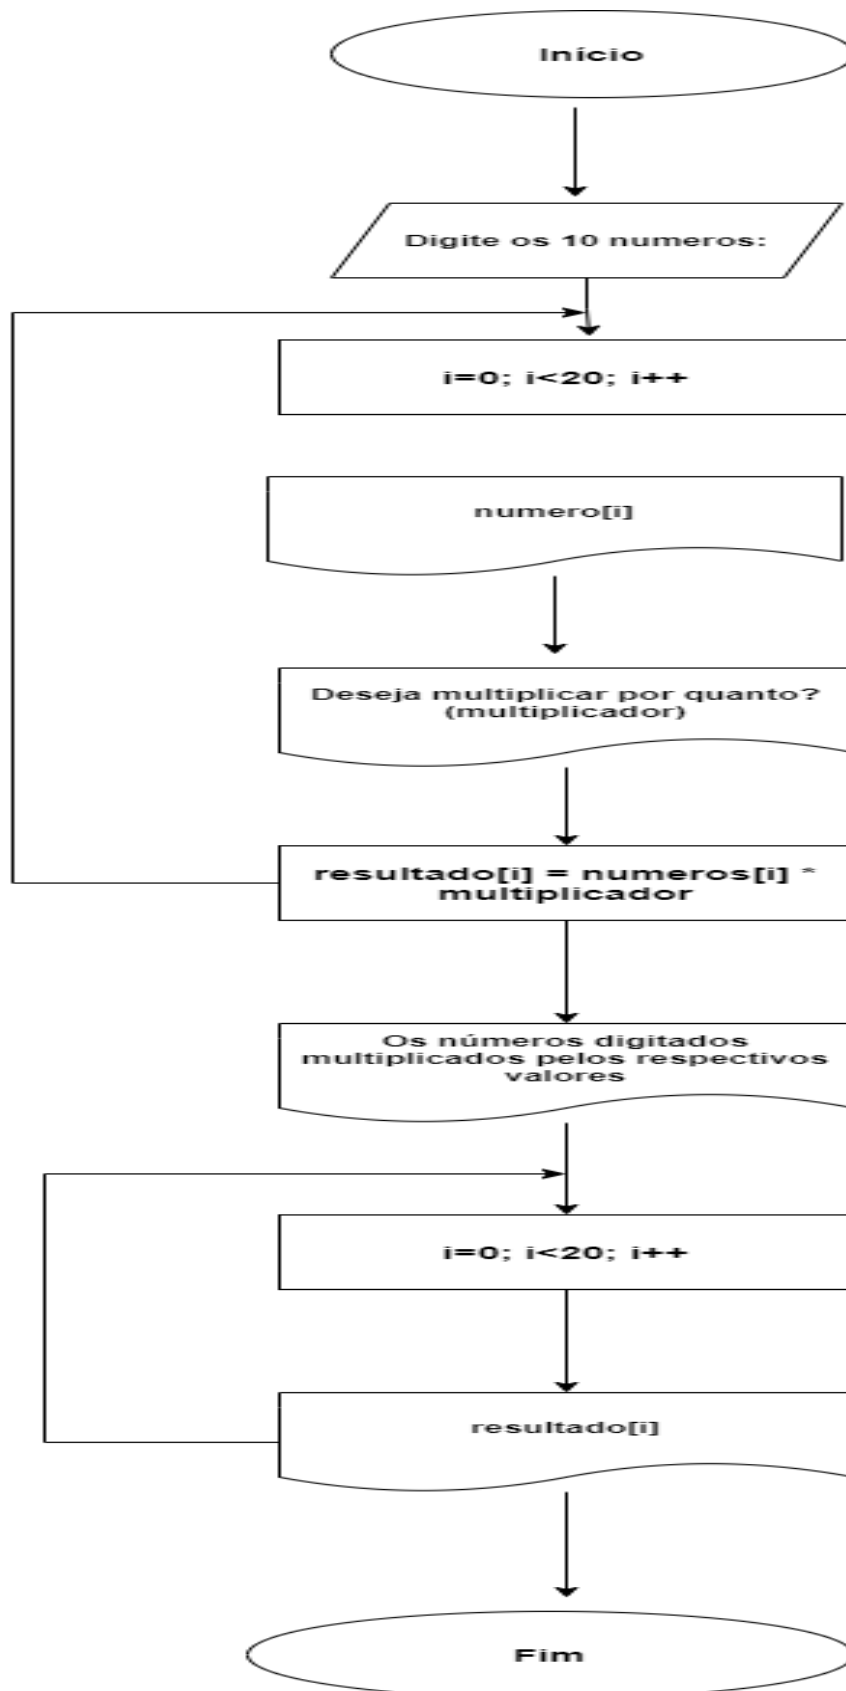 Início
Digite os 10 numeros:
i=0; i<20; i++
numero[i]
Deseja multiplicar por quanto?
(multiplicador)
resultado[i] = numeros[i] *
multiplicador
Os números digitados
multiplicados pelos respectivos
valores
i=0; i<20; i++
resultado[i]
Fim